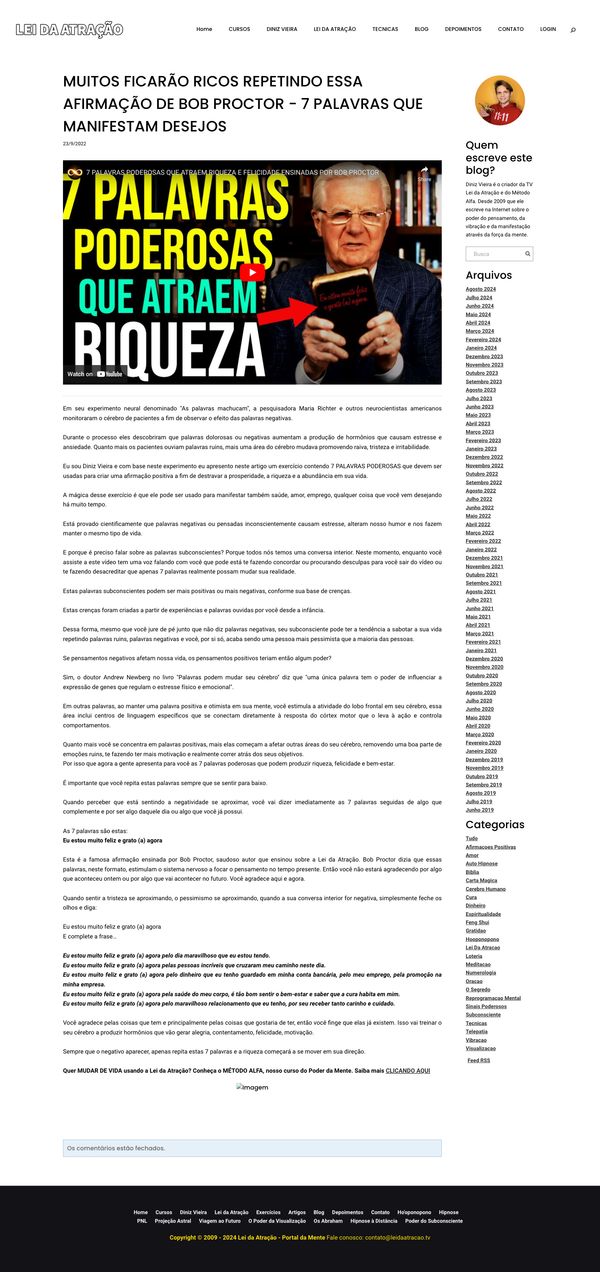 LEI DA ATRAÇÃO
Home CURSOS DINIZ VIEIRA LEI DA ATRAÇÃO TECNICAS BLOG DEPOIMENTOS CONTATO LOGIN
MUITOS FICARÃO RICOS REPETINDO ESSA
AFIRMAÇÃO DE BOB PROCTOR - 7 PALAVRAS QUE
MANIFESTAM DESEJOS
23/9/2022
7 PALAVRAS PODEROSAS QUE ATRAEM RIQUEZA E FELICIDADE ENSINADAS POR BOB PROCTOR
Share
7 PALAVRAS
PODEROSAS
QUE ATRAEM
RIQUEZA
Eu estou muito feliz
e grato (a) agora
Watch on YouTube
Em seu experimento neural denominado "As palavras machucam", a pesquisadora Maria Richter e outros neurocientistas americanos
monitoraram o cérebro de pacientes a fim de observar o efeito das palavras negativas.
Durante o processo eles descobriram que palavras dolorosas ou negativas aumentam a produção de hormônios que causam estresse e
ansiedade. Quanto mais os pacientes ouviam palavras ruins, mais uma área do cérebro mudava promovendo raiva, tristeza e irritabilidade.
Eu sou Diniz Vieira e com base neste experimento eu apresento neste artigo um exercício contendo 7 PALAVRAS PODEROSAS que devem ser
usadas para criar uma afirmação positiva a fim de destravar a prosperidade, a riqueza e a abundância em sua vida.
A mágica desse exercício é que ele pode ser usado para manifestar também saúde, amor, emprego, qualquer coisa que você vem desejando
há muito tempo.
Está provado cientificamente que palavras negativas ou pensadas inconscientemente causam estresse, alteram nosso humor e nos fazem
manter o mesmo tipo de vida.
E porque é preciso falar sobre as palavras subconscientes? Porque todos nós temos uma conversa interior. Neste momento, enquanto você
assiste a este vídeo tem uma voz falando com você que pode está te fazendo concordar ou procurando desculpas para você sair do vídeo ou
te fazendo desacreditar que apenas 7 palavras realmente possam mudar sua realidade.
Estas palavras subconscientes podem ser mais positivas ou mais negativas, conforme sua base de crenças.
Estas crenças foram criadas a partir de experiências e palavras ouvidas por você desde a infância.
Dessa forma, mesmo que você jure de pé junto que não diz palavras negativas, seu subconsciente pode ter a tendência a sabotar a sua vida
repetindo palavras ruins, palavras negativas e você, por si só, acaba sendo uma pessoa mais pessimista que a maioria das pessoas.
Se pensamentos negativos afetam nossa vida, os pensamentos positivos teriam então algum poder?
Sim, o doutor Andrew Newberg no livro "Palavras podem mudar seu cérebro" diz que "uma única palavra tem o poder de influenciar a
expressão de genes que regulam o estresse físico e emocional".
Em outras palavras, ao manter uma palavra positiva e otimista em sua mente, você estimula a atividade do lobo frontal em seu cérebro, essa
área inclui centros de linguagem específicos que se conectam diretamente à resposta do córtex motor que o leva à ação e controla
comportamentos.
Quanto mais você se concentra em palavras positivas, mais elas começam a afetar outras áreas do seu cérebro, removendo uma boa parte de
emoções ruins, te fazendo ter mais motivação e realmente correr atrás dos seus objetivos.
Por isso que agora a gente apresenta para você as 7 palavras poderosas que podem produzir riqueza, felicidade e bem-estar.
É importante que você repita estas palavras sempre que se sentir para baixo.
Quando perceber que está sentindo a negatividade se aproximar, você vai dizer imediatamente as 7 palavras seguidas de algo que
complemente e por ser algo daquele dia ou algo que você já possui.
As 7 palavras são estas:
Eu estou muito feliz e grato (a) agora
Esta é a famosa afirmação ensinada por Bob Proctor, saudoso autor que ensinou sobre a Lei da Atração. Bob Proctor dizia que essas
palavras, neste formato, estimulam o sistema nervoso a focar o pensamento no tempo presente. Então você não estará agradecendo por algo
que aconteceu ontem ou por algo que vai acontecer no futuro. Você agradece aqui e agora.
Quando sentir a tristeza se aproximando, o pessimismo se aproximando, quando a sua conversa interior for negativa, simplesmente feche os
olhos e diga:
Eu estou muito feliz e grato (a) agora
E complete a frase...
Eu estou muito feliz e grato (a) agora pelo dia maravilhoso que eu estou tendo.
Eu estou muito feliz e grato (a) agora pelas pessoas incríveis que cruzaram meu caminho neste dia.
Eu estou muito feliz e grato (a) agora pelo dinheiro que eu tenho guardado em minha conta bancária, pelo meu emprego, pela promoção na
minha empresa.
Eu estou muito feliz e grato (a) agora pela saúde do meu corpo, é tão bom sentir o bem-estar e saber que a cura habita em mim.
Eu estou muito feliz e grato (a) agora pelo maravilhoso relacionamento que eu tenho, por seu receber tanto carinho e cuidado.
Você agradece pelas coisas que tem e principalmente pelas coisas que gostaria de ter, então você finge que elas já existem. Isso vai treinar o
seu cérebro a produzir hormônios que vão gerar alegria, contentamento, felicidade, motivação.
Sempre que o negativo aparecer, apenas repita estas 7 palavras e a riqueza começará a se mover em sua direção.
Quer MUDAR DE VIDA usando a Lei da Atração? Conheça o MÉTODO ALFA, nosso curso do Poder da Mente. Saiba mais CLICANDO AQUI
Imagem
Os comentários estão fechados.
11:11
Quem
escreve este
blog?
Diniz Vieira é o criador da TV
Lei da Atração e do Método
Alfa. Desde 2009 que ele
escreve na Internet sobre o
poder do pensamento, da
vibração e da manifestação
através da força da mente.
Busca
Arquivos
Agosto 2024
Julho 2024
Junho 2024
Maio 2024
Abril 2024
Março 2024
Fevereiro 2024
Janeiro 2024
Dezembro 2023
Novembro 2023
Outubro 2023
Setembro 2023
Agosto 2023
Julho 2023
Junho 2023
Maio 2023
Abril 2023
Março 2023
Fevereiro 2023
Janeiro 2023
Dezembro 2022
Novembro 2022
Outubro 2022
Setembro 2022
Agosto 2022
Julho 2022
Junho 2022
Maio 2022
Abril 2022
Março 2022
Fevereiro 2022
Janeiro 2022
Dezembro 2021
Novembro 2021
Outubro 2021
Setembro 2021
Agosto 2021
Julho 2021
Junho 2021
Maio 2021
Abril 2021
Março 2021
Fevereiro 2021
Janeiro 2021
Dezembro 2020
Novembro 2020
Outubro 2020
Setembro 2020
Agosto 2020
Julho 2020
Junho 2020
Maio 2020
Abril 2020
Março 2020
Fevereiro 2020
Janeiro 2020
Dezembro 2019
Novembro 2019
Outubro 2019
Setembro 2019
Agosto 2019
Julho 2019
Junho 2019
Categorias
Tudo
Afirmacoes Positivas
Amor
Auto Hipnose
Biblia
Carta Magica
Cerebro Humano
Cura
Dinheiro
Espiritualidade
Feng Shui
Gratidao
Hooponopono
Lei Da Atracao
Loteria
Meditacao
Numerologia
Oracao
O Segredo
Reprogramacao Mental
Sinais Poderosos
Subconsciente
Tecnicas
Telepatia
Vibracao
Visualizacao
Feed RSS
Home Cursos Diniz Vieira Lei da Atração Exercícios Artigos Blog Depoimentos Contato Ho'oponopono Hipnose
PNL Projeção Astral Viagem ao Futuro O Poder da Visualização Os Abraham Hipnose à Distância Poder do Subconsciente
Copyright © 2009 - 2024 Lei da Atração - Portal da Mente Fale conosco: contato@leidaatracao.tv